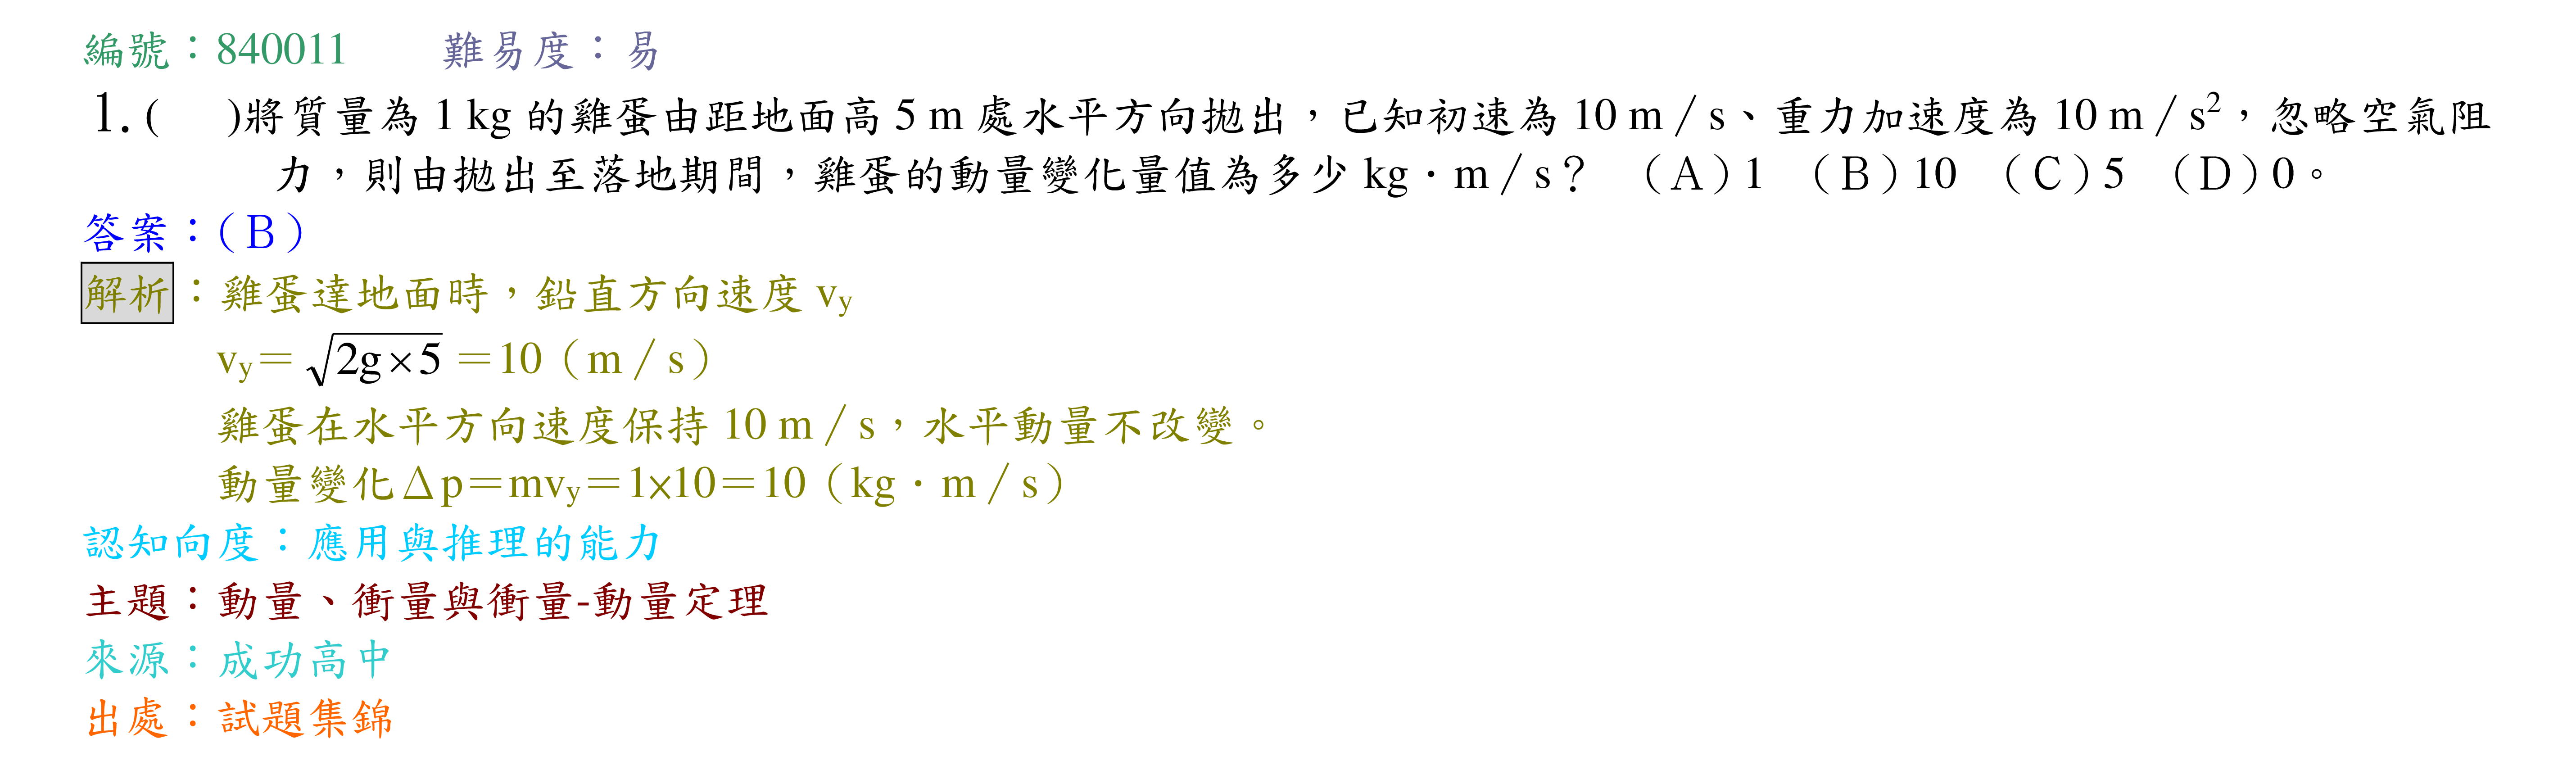 編號：840011　　難易度：易
1.(　　)將質量為 1 kg 的雞蛋由距地面高 5 m 處水平方向拋出，已知初速為 10 m／s、重力加速度為 10 m／s²，忽略空氣阻
力，則由拋出至落地期間，雞蛋的動量變化量值為多少 kg．m／s？　（Ａ）1　（Ｂ）10　（Ｃ）5　（Ｄ）0。
答案：（Ｂ）
解析：雞蛋達地面時，鉛直方向速度 vy
vy＝√2g×5＝10（m／s）
雞蛋在水平方向速度保持 10 m／s，水平動量不改變。
動量變化Δp＝mvy＝1×10＝10（kg．m／s）
認知向度：應用與推理的能力
主題：動量、衝量與衝量-動量定理
來源：成功高中
出處：試題集錦